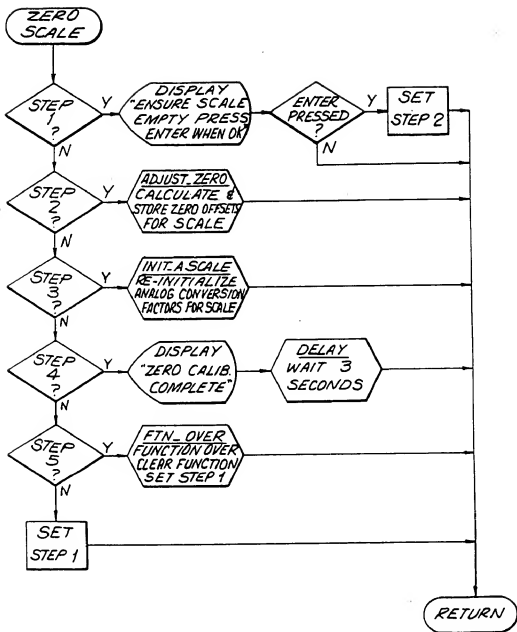 ZERO
SCALE
STEP
1
?
Y
N
DISPLAY
"ENSURE SCALE
EMPTY PRESS
ENTER WHEN OK"
ENTER
PRESSED
?
Y
N
SET
STEP 2
STEP
2
?
Y
N
ADJUST_ZERO
CALCULATE &
STORE ZERO OFFSETS
FOR SCALE
STEP
3
?
Y
N
INIT_A SCALE
RE-INITIALIZE
ANALOG CONVERSION
FACTORS FOR SCALE
STEP
4
?
Y
N
DISPLAY
"ZERO CALIB.
COMPLETE"
DELAY
WAIT 3
SECONDS
STEP
5
?
Y
N
FTN_OVER
FUNCTION OVER
CLEAR FUNCTION
SET STEP 1
SET
STEP 1
RETURN